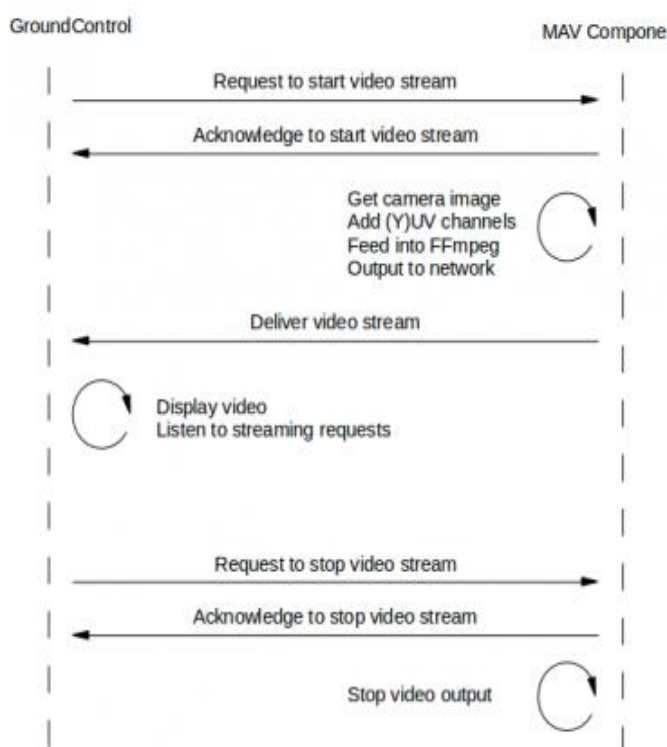 GroundControl
MAV Compone
Request to start video stream
Acknowledge to start video stream
Get camera image
Add (Y)UV channels
Feed into FFmpeg
Output to network
Deliver video stream
Display video
Listen to streaming requests
Request to stop video stream
Acknowledge to stop video stream
Stop video output